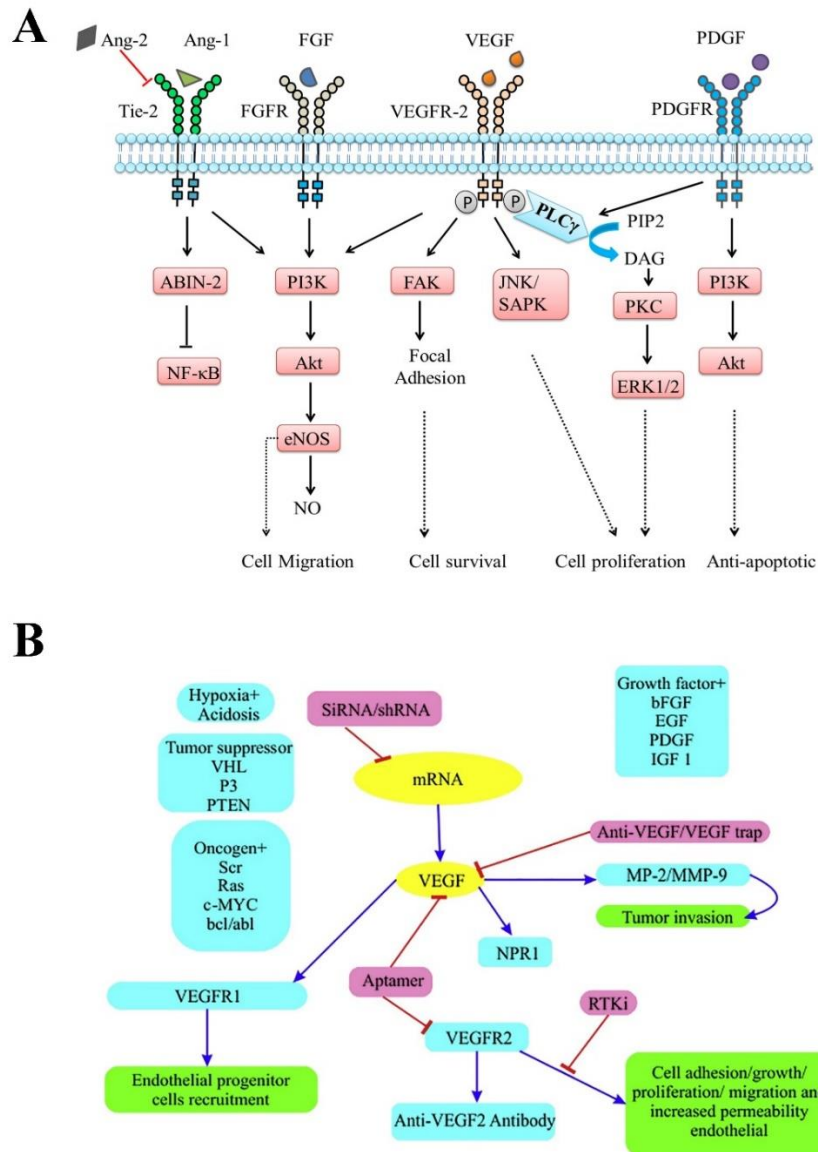 A
Ang-2
Ang-1
FGF
VEGF
PDGF
Tie-2
FGFR
VEGFR-2
PDGFR
P
P
PLCγ
PIP2
DAG
ABIN-2
PI3K
FAK
JNK/
SAPK
PKC
PI3K
NF-κB
Akt
Focal
Adhesion
ERK1/2
Akt
eNOS
NO
Cell Migration
Cell survival
Cell proliferation
Anti-apoptotic
B
Hypoxia+
Acidosis
SiRNA/shRNA
Growth factor+
bFGF
EGF
PDGF
IGF 1
Tumor suppressor
VHL
P3
PTEN
mRNA
Oncogen+
Scr
Ras
c-MYC
bcl/abl
Anti-VEGF/VEGF trap
VEGF
MP-2/MMP-9
Tumor invasion
NPR1
VEGFR1
Aptamer
RTKi
VEGFR2
Endothelial progenitor
cells recruitment
Anti-VEGF2 Antibody
Cell adhesion/growth/
proliferation/ migration an
increased permeability
endothelial